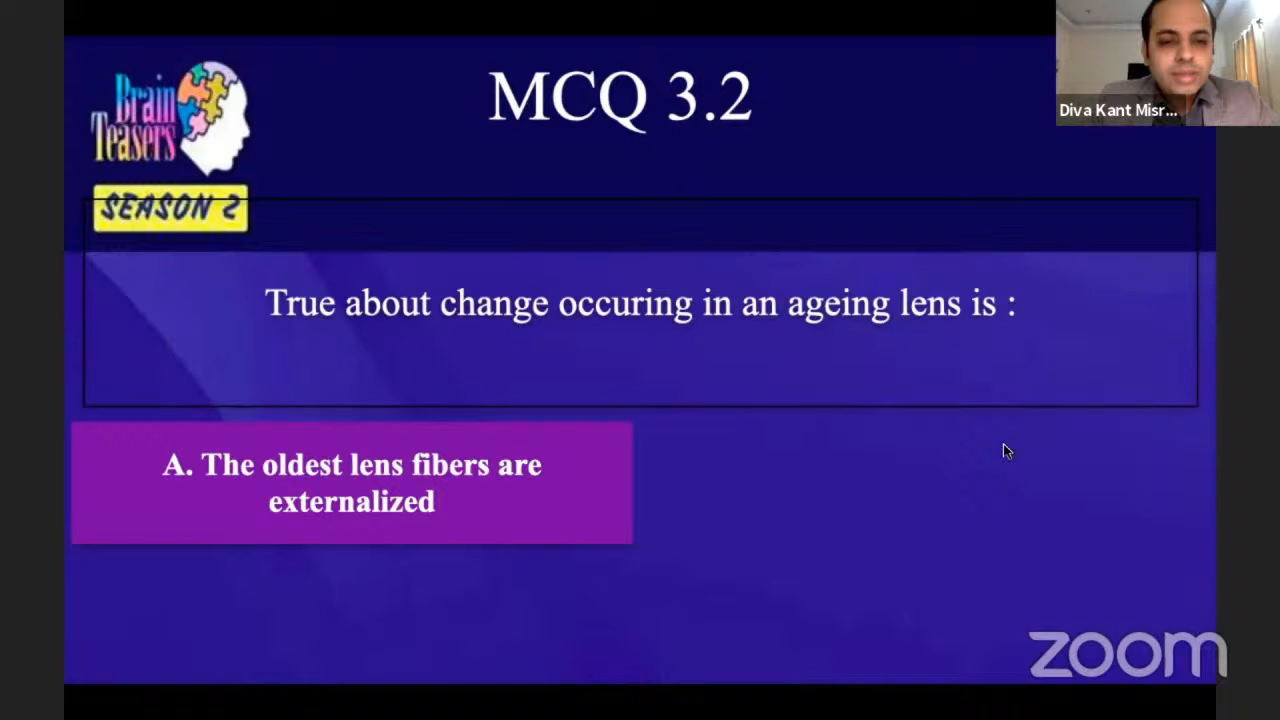 Brain
Teasers
SEASON 2
MCQ 3.2
Diva Kant Misr...
True about change occuring in an ageing lens is :
A. The oldest lens fibers are
externalized
zoom